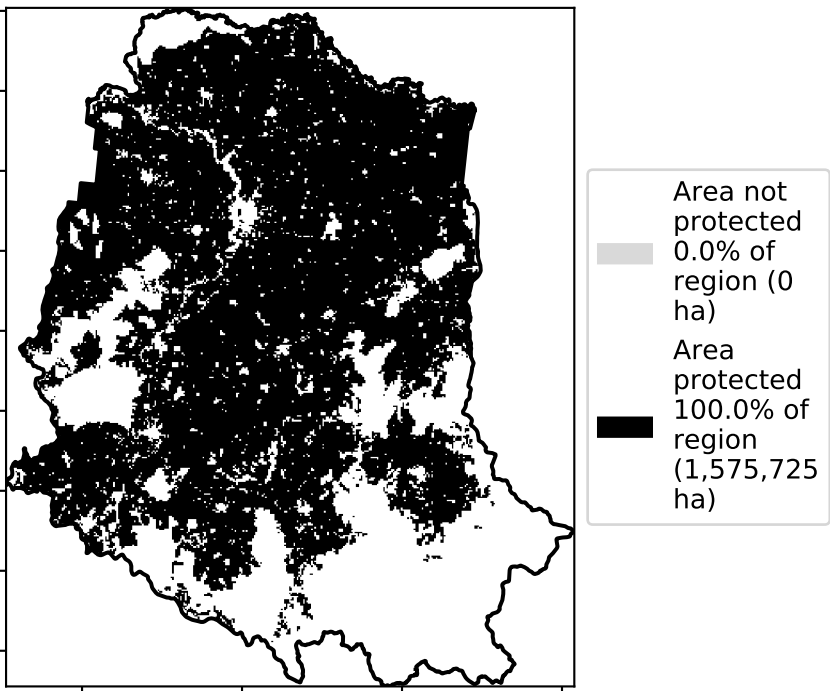 Area not
protected
0.0% of
region (0
ha)
Area
protected
100.0% of
region
(1,575,725
ha)